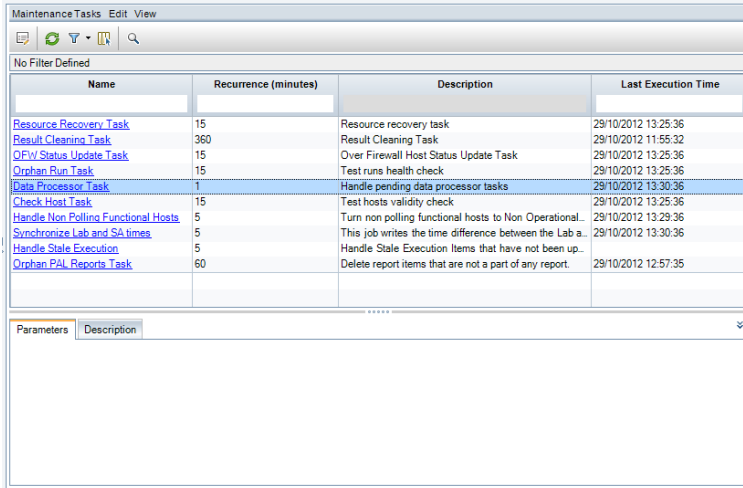 Maintenance Tasks Edit View
No Filter Defined
Name Recurrence (minutes) Description Last Execution Time
Resource Recovery Task 15 Resource recovery task 29/10/2012 13:25:36
Result Cleaning Task 360 Result Cleaning Task 29/10/2012 11:55:32
OFW Status Update Task 15 Over Firewall Host Status Update Task 29/10/2012 13:25:36
Orphan Run Task 15 Test runs health check 29/10/2012 13:25:36
Data Processor Task 1 Handle pending data processor tasks 29/10/2012 13:30:36
Check Host Task 15 Test hosts validity check 29/10/2012 13:25:36
Handle Non Polling Functional Hosts 5 Turn non polling functional hosts to Non Operational... 29/10/2012 13:29:36
Synchronize Lab and SA times 5 This job writes the time difference between the Lab a... 29/10/2012 13:30:36
Handle Stale Execution 5 Handle Stale Execution Items that have not been up...
Orphan PAL Reports Task 60 Delete report items that are not a part of any report. 29/10/2012 12:57:35
Parameters Description